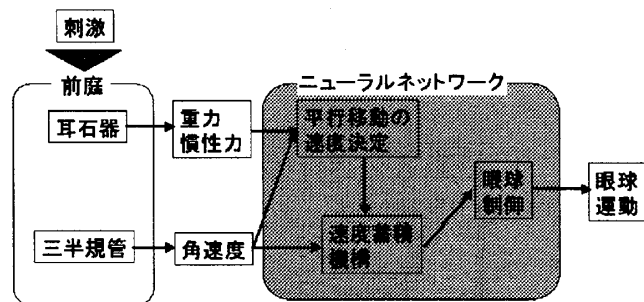 刺激
前庭
ニューラルネットワーク
耳石器
重力
慣性力
平行移動の
速度決定
眼球
制御
眼球
運動
三半規管
角速度
速度蓄積
機構